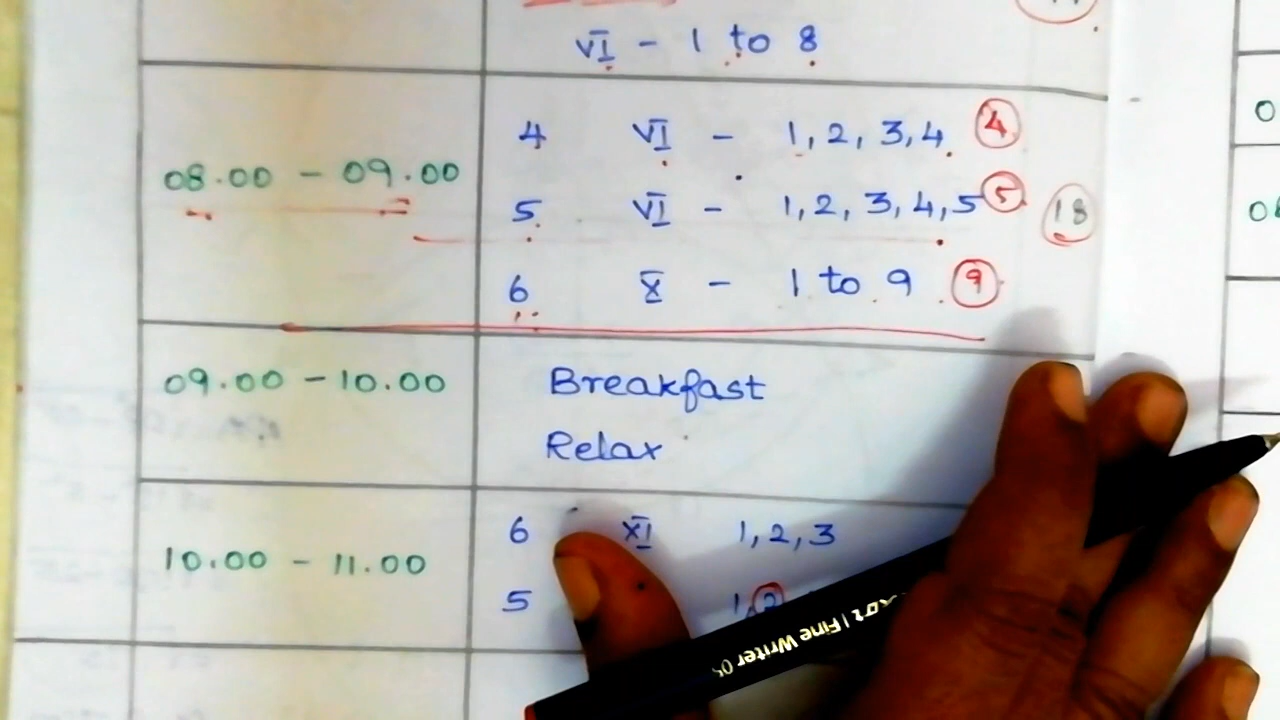 VI - 1 to 8
08.00 - 09.00
4 VI - 1, 2, 3, 4 4
5 VI - 1, 2, 3, 4, 5 5
18
6 X - 1 to 9 9
09.00 - 10.00
Breakfast
Relax
10.00 - 11.00
6 XI 1, 2, 3
5 1, 2
Fine Writer 05